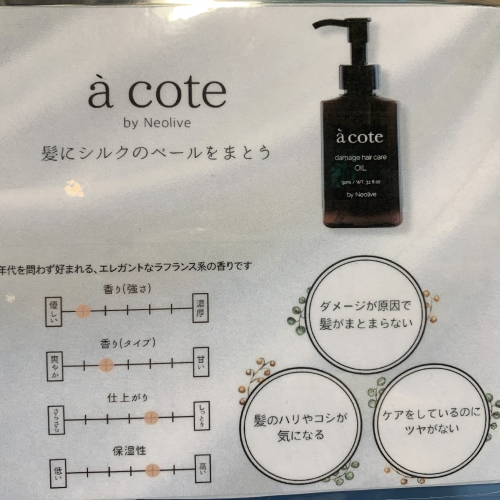 à cote
by Neolive
髪にシルクのベールをまとう
àcote
damage hair care
OIL
by Neolive
年代を問わず好まれる、エレガントなラフランス系の香りです
香り(強さ)
優しい
濃厚
香り(タイプ)
爽やか
甘い
仕上がり
さらさら
しっとり
保湿性
低い
高い
ダメージが原因で
髪がまとまらない
髪のハリやコシが
気になる
ケアをしているのに
ツヤがない